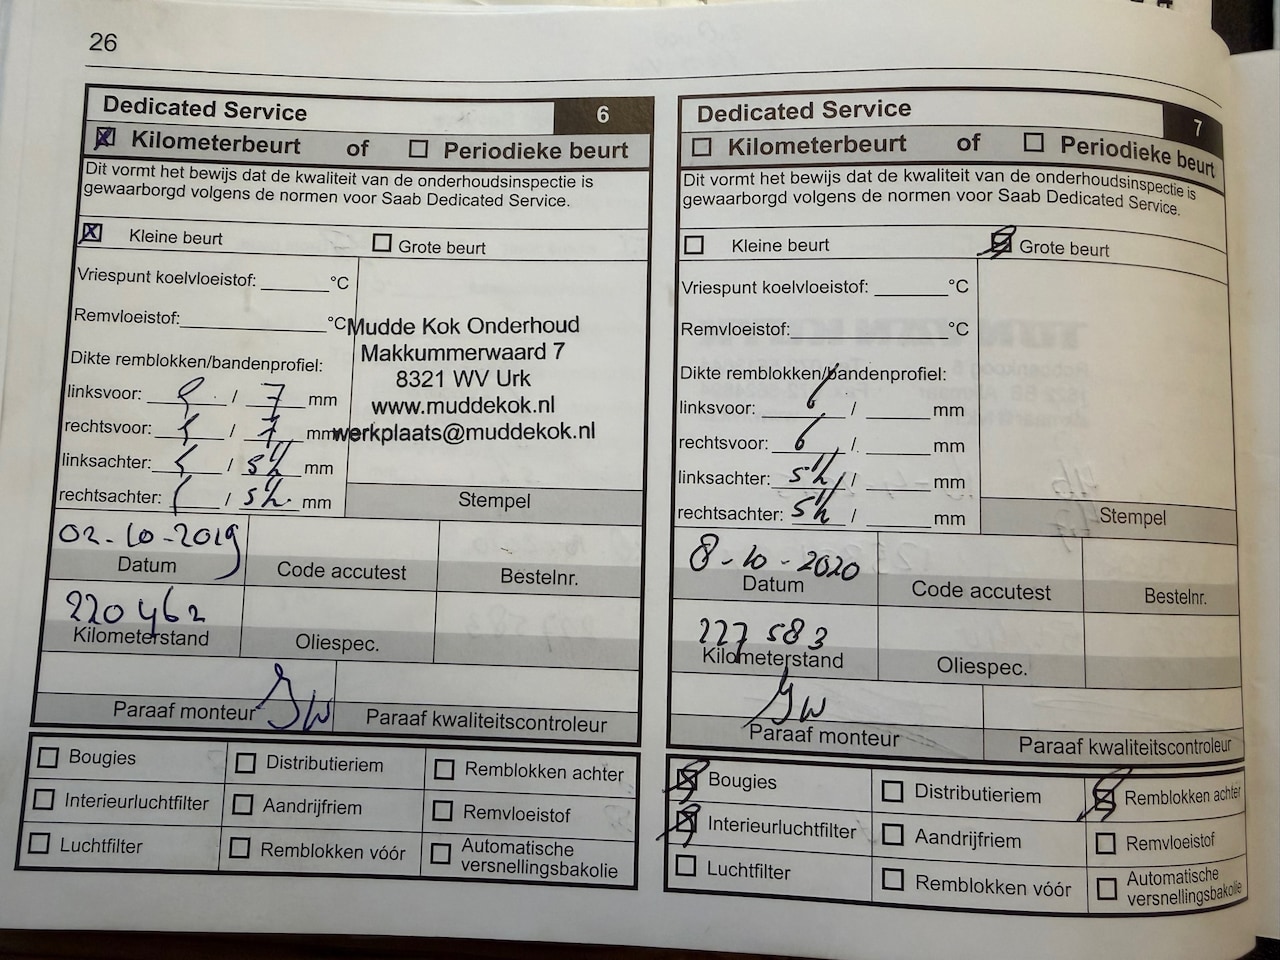 26
Dedicated Service 6
Kilometerbeurt of Periodieke beurt
Dit vormt het bewijs dat de kwaliteit van de onderhoudsinspectie is
gewaarborgd volgens de normen voor Saab Dedicated Service.
Kleine beurt Grote beurt
Vriespunt koelvloeistof: °C
Remvloeistof: °C
Mudde Kok Onderhoud
Makkummerwaard 7
8321 WV Urk
www.muddekok.nl
werkplaats@muddekok.nl
Dikte remblokken/bandenprofiel:
linksvoor: / 7 mm
rechtsvoor: / 7 mm
linksachter: / 5½ mm
rechtsachter: / 5½ mm
Stempel
02-10-2019
Datum Code accutest Bestelnr.
220462
Kilometerstand Oliespec.
GW
Paraaf monteur Paraaf kwaliteitscontroleur
Bougies Distributieriem Remblokken achter
Interieurluchtfilter Aandrijfriem Remvloeistof
Luchtfilter Remblokken vóór Automatische
versnellingsbakolie
Dedicated Service 7
Kilometerbeurt of Periodieke beurt
Dit vormt het bewijs dat de kwaliteit van de onderhoudsinspectie is
gewaarborgd volgens de normen voor Saab Dedicated Service.
Kleine beurt Grote beurt
Vriespunt koelvloeistof: °C
Remvloeistof: °C
Dikte remblokken/bandenprofiel:
linksvoor: 6 / mm
rechtsvoor: 6 / mm
linksachter: 5½ / mm
rechtsachter: 5½ / mm
Stempel
8-10-2020
Datum Code accutest Bestelnr.
227583
Kilometerstand Oliespec.
GW
Paraaf monteur Paraaf kwaliteitscontroleur
Bougies Distributieriem Remblokken achter
Interieurluchtfilter Aandrijfriem Remvloeistof
Luchtfilter Remblokken vóór Automatische
versnellingsbakolie